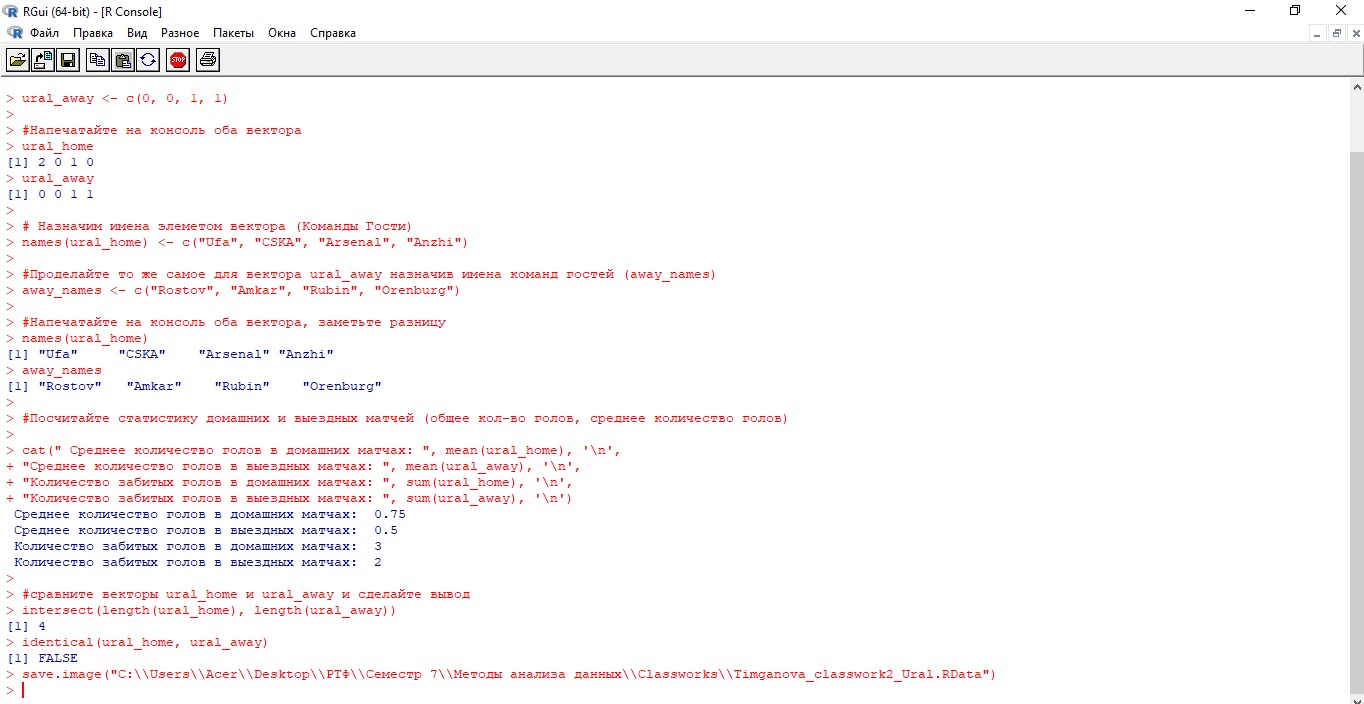 RGui (64-bit) - [R Console]
Файл Правка Вид Разное Пакеты Окна Справка
STOP
> ural_away <- c(0, 0, 1, 1)
>
> #Напечатайте на консоль оба вектора
> ural_home
[1] 2 0 1 0
> ural_away
[1] 0 0 1 1
>
> # Назначим имена элеметом вектора (Команды Гости)
> names(ural_home) <- c("Ufa", "CSKA", "Arsenal", "Anzhi")
>
> #Проделайте то же самое для вектора ural_away назначив имена команд гостей (away_names)
> away_names <- c("Rostov", "Amkar", "Rubin", "Orenburg")
>
> #Напечатайте на консоль оба вектора, заметьте разницу
> names(ural_home)
[1] "Ufa"     "CSKA"    "Arsenal" "Anzhi"
> away_names
[1] "Rostov"   "Amkar"    "Rubin"    "Orenburg"
>
> #Посчитайте статистику домашних и выездных матчей (общее кол-во голов, среднее количество голов)
>
> cat(" Среднее количество голов в домашних матчах: ", mean(ural_home), '\n',
+ "Среднее количество голов в выездных матчах: ", mean(ural_away), '\n',
+ "Количество забитых голов в домашних матчах: ", sum(ural_home), '\n',
+ "Количество забитых голов в выездных матчах: ", sum(ural_away), '\n')
Среднее количество голов в домашних матчах:  0.75
Среднее количество голов в выездных матчах:  0.5
Количество забитых голов в домашних матчах:  3
Количество забитых голов в выездных матчах:  2
>
> #сравните векторы ural_home и ural_away и сделайте вывод
> intersect(length(ural_home), length(ural_away))
[1] 4
> identical(ural_home, ural_away)
[1] FALSE
> save.image("C:\\Users\\Acer\\Desktop\\РТФ\\Семестр 7\\Методы анализа данных\\Classworks\\Timganova_classwork2_Ural.RData")
>